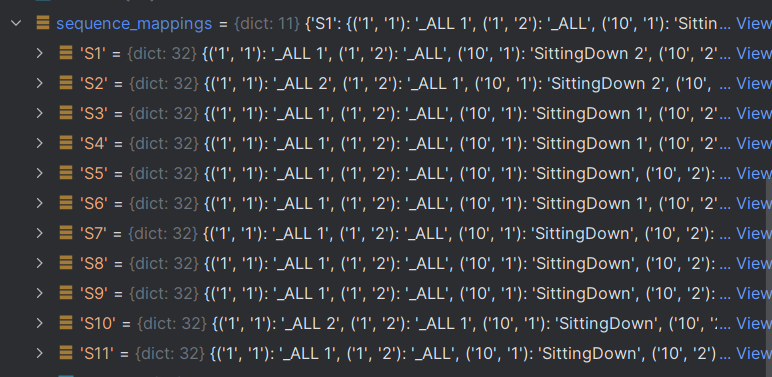 sequence_mappings = {dict: 11} {'S1': {('1', '1'): '_ALL 1', ('1', '2'): '_ALL', ('10', '1'): 'Sittin... View
'S1' = {dict: 32} {('1', '1'): '_ALL 1', ('1', '2'): '_ALL', ('10', '1'): 'SittingDown 2', ('10', '2'... View
'S2' = {dict: 32} {('1', '1'): '_ALL 2', ('1', '2'): '_ALL 1', ('10', '1'): 'SittingDown 2', ('10', ... View
'S3' = {dict: 32} {('1', '1'): '_ALL 1', ('1', '2'): '_ALL', ('10', '1'): 'SittingDown 1', ('10', '2'... View
'S4' = {dict: 32} {('1', '1'): '_ALL 1', ('1', '2'): '_ALL', ('10', '1'): 'SittingDown 1', ('10', '2'... View
'S5' = {dict: 32} {('1', '1'): '_ALL 1', ('1', '2'): '_ALL', ('10', '1'): 'SittingDown', ('10', '2'): ... View
'S6' = {dict: 32} {('1', '1'): '_ALL 1', ('1', '2'): '_ALL', ('10', '1'): 'SittingDown 1', ('10', '2'... View
'S7' = {dict: 32} {('1', '1'): '_ALL 1', ('1', '2'): '_ALL', ('10', '1'): 'SittingDown', ('10', '2'): ... View
'S8' = {dict: 32} {('1', '1'): '_ALL 1', ('1', '2'): '_ALL', ('10', '1'): 'SittingDown', ('10', '2'): ... View
'S9' = {dict: 32} {('1', '1'): '_ALL 1', ('1', '2'): '_ALL', ('10', '1'): 'SittingDown', ('10', '2'): ... View
'S10' = {dict: 32} {('1', '1'): '_ALL 2', ('1', '2'): '_ALL 1', ('10', '1'): 'SittingDown', ('10', '... View
'S11' = {dict: 32} {('1', '1'): '_ALL 1', ('1', '2'): '_ALL', ('10', '1'): 'SittingDown', ('10', '2')... View